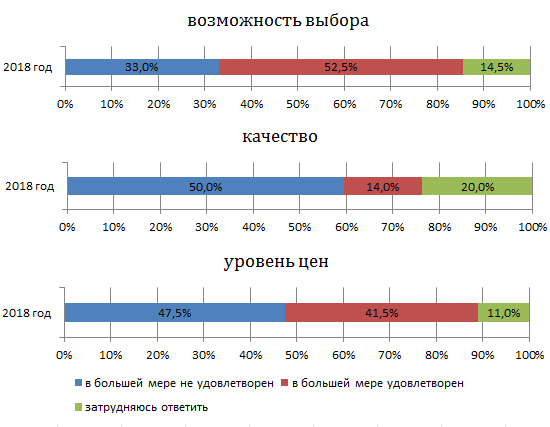 возможность выбора
2018 год 33,0% 52,5% 14,5%
0% 10% 20% 30% 40% 50% 60% 70% 80% 90% 100%
качество
2018 год 50,0% 14,0% 20,0%
0% 10% 20% 30% 40% 50% 60% 70% 80% 90% 100%
уровень цен
2018 год 47,5% 41,5% 11,0%
0% 10% 20% 30% 40% 50% 60% 70% 80% 90% 100%
в большей мере не удовлетворен в большей мере удовлетворен
затрудняюсь ответить